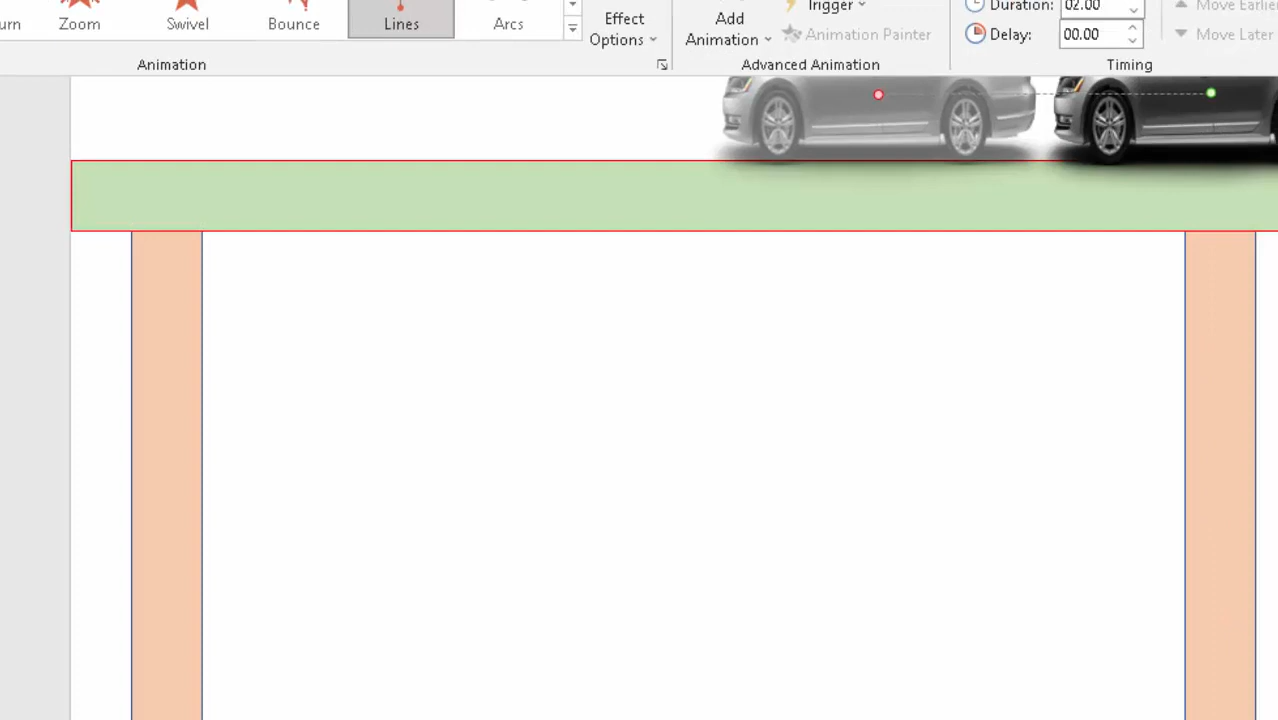 urn Zoom Swivel Bounce Lines Arcs
Effect
Options
Add
Animation
Trigger
Animation Painter
Duration: 02.00
Delay: 00.00
Move Earlier
Move Later
Animation
Advanced Animation
Timing